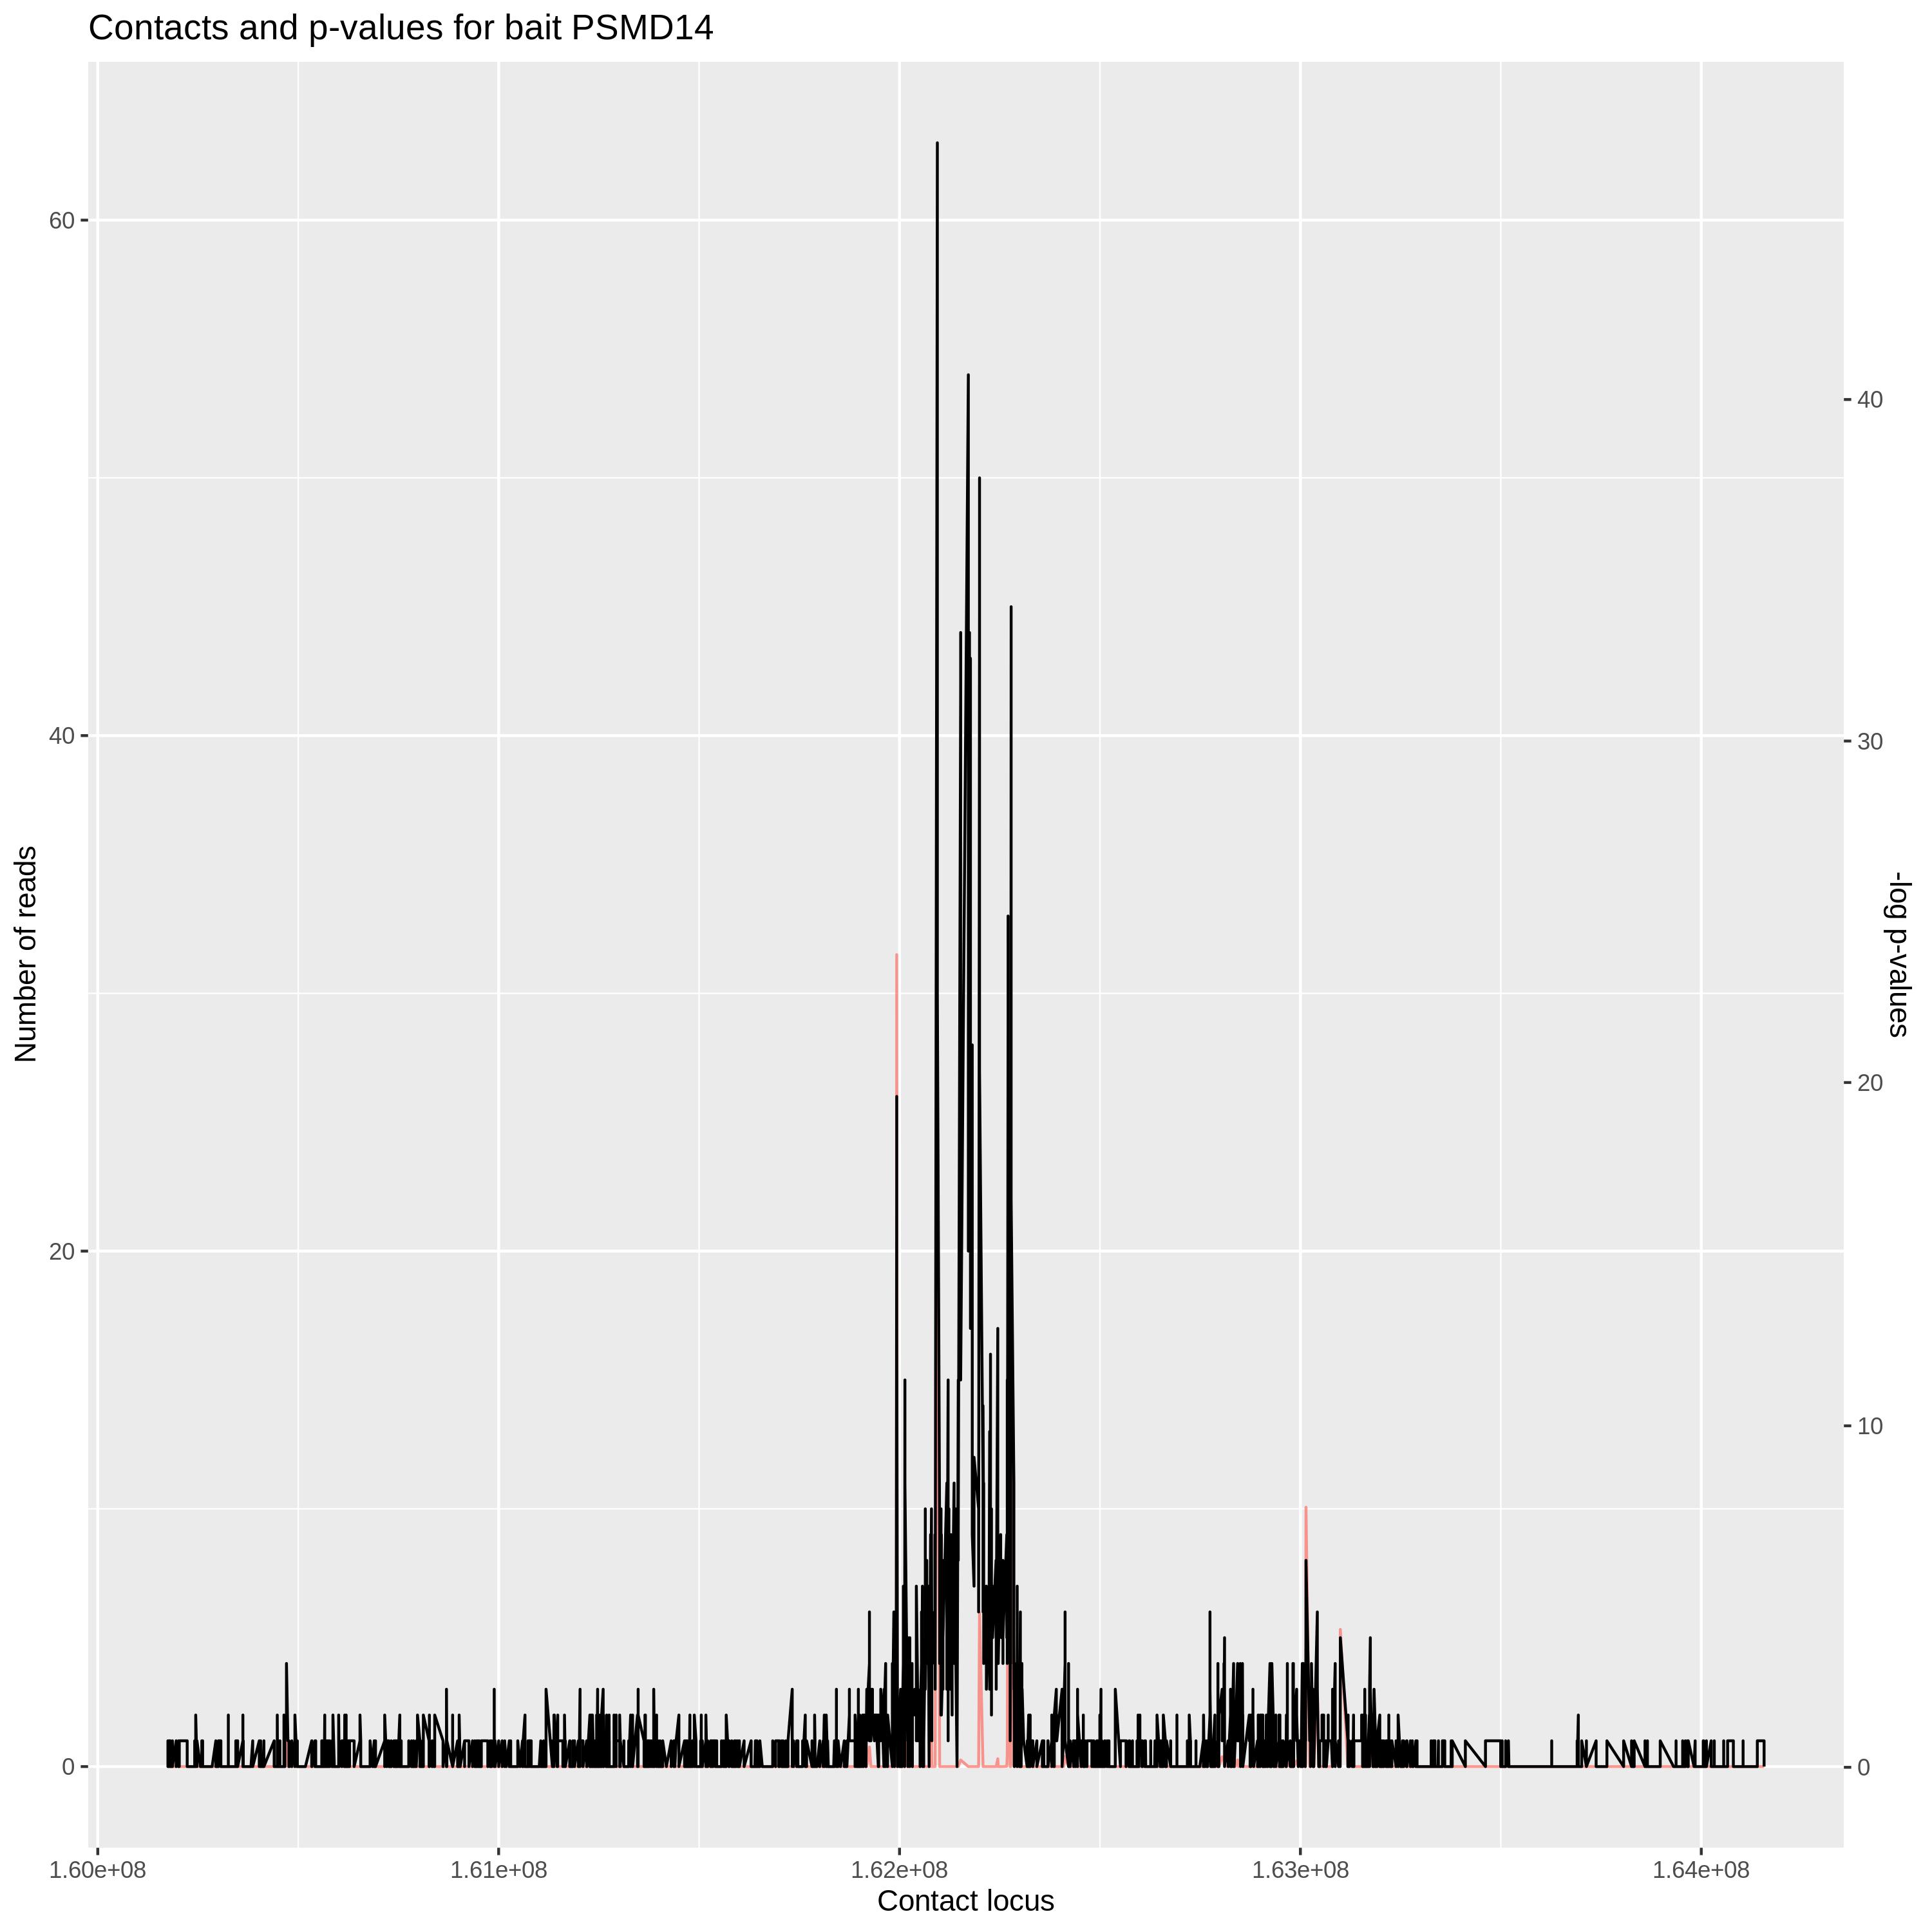 Contacts and p-values for bait PSMD14
60
40
20
0
Number of reads
40
30
20
10
0
-log p-values
1.60e+08 1.61e+08 1.62e+08 1.63e+08 1.64e+08
Contact locus